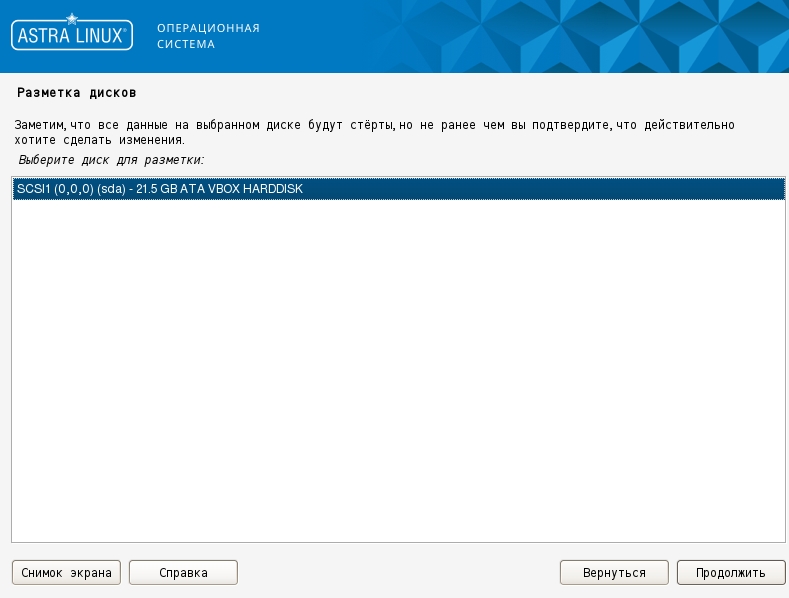 ASTRA LINUX®
ОПЕРАЦИОННАЯ
СИСТЕМА
Разметка дисков
Заметим, что все данные на выбранном диске будут стёрты, но не ранее чем вы подтвердите, что действительно
хотите сделать изменения.
Выберите диск для разметки:
SCSI1 (0,0,0) (sda) - 21.5 GB ATA VBOX HARDDISK
Снимок экрана
Справка
Вернуться
Продолжить